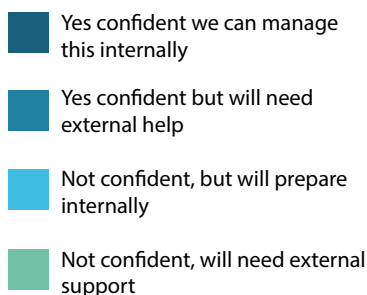 Yes confident we can manage
this internally
Yes confident but will need
external help
Not confident, but will prepare
internally
Not confident, will need external
support